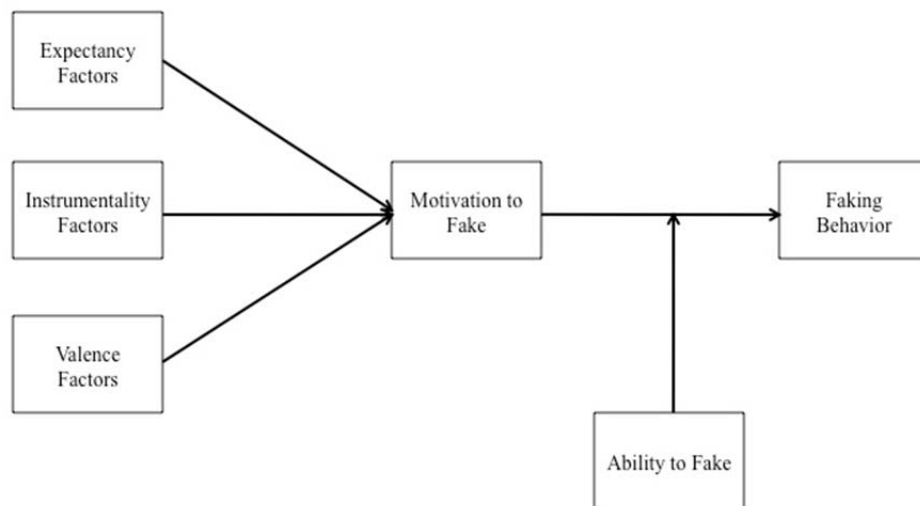 Expectancy
Factors
Instrumentality
Factors
Valence
Factors
Motivation to
Fake
Faking
Behavior
Ability to Fake